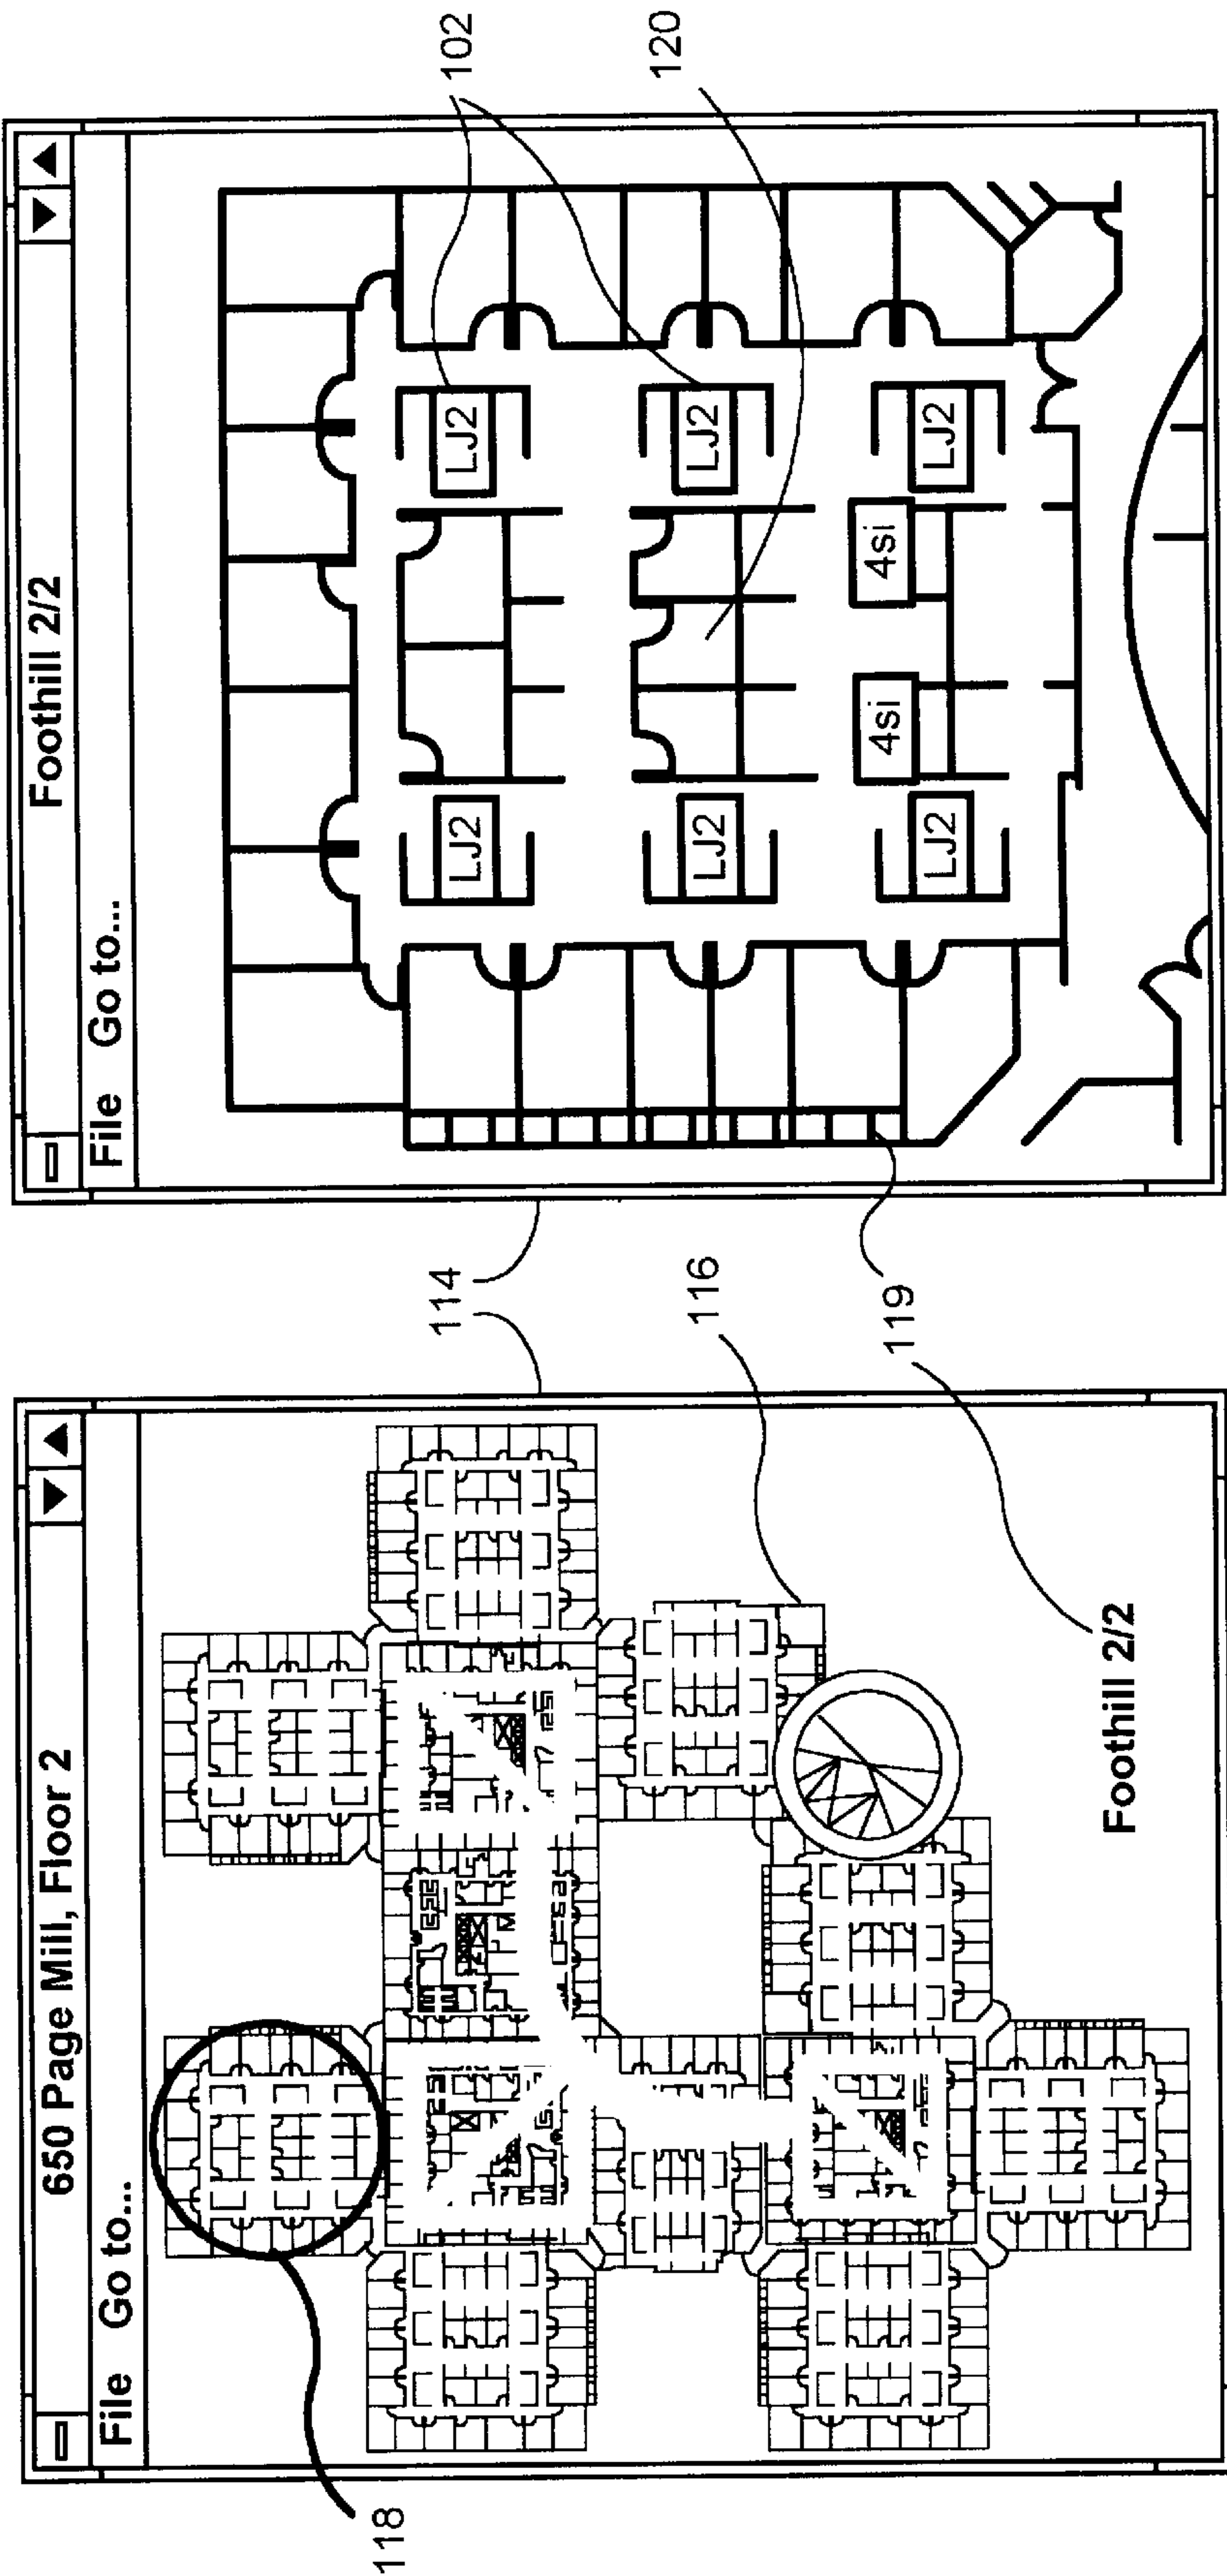 650 Page Mill, Floor 2
File Go to...
Foothill 2/2
118
114
116
119
Foothill 2/2
File Go to...
LJ2 LJ2
LJ2 LJ2
4si 4si
LJ2 LJ2
102
120